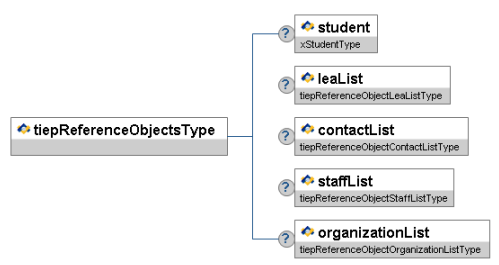 ?
student
xStudentType
?
leaList
tiepReferenceObjectLeaListType
tiepReferenceObjectsType
?
contactList
tiepReferenceObjectContactListType
?
staffList
tiepReferenceObjectStaffListType
?
organizationList
tiepReferenceObjectOrganizationListType